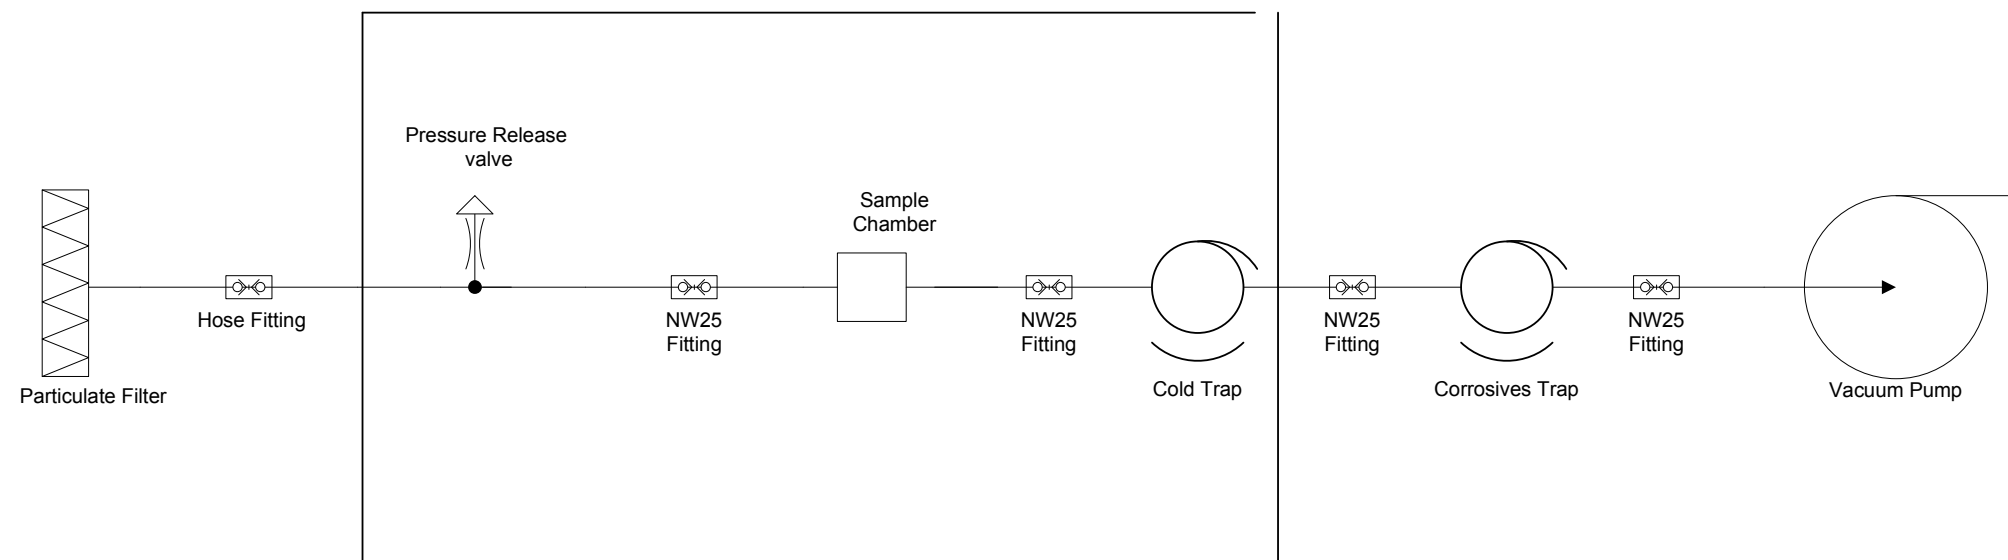 Pressure Release
valve
Sample
Chamber
Hose Fitting
NW25
Fitting
NW25
Fitting
NW25
Fitting
NW25
Fitting
Particulate Filter
Cold Trap
Corrosives Trap
Vacuum Pump